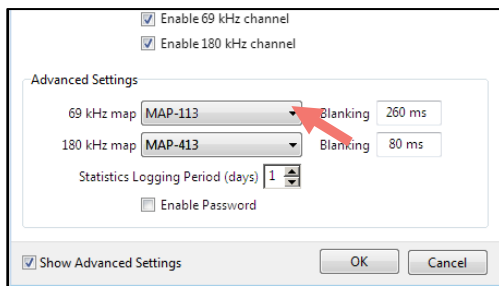 Enable 69 kHz channel
Enable 180 kHz channel
Advanced Settings
69 kHz map MAP-113 Blanking 260 ms
180 kHz map MAP-413 Blanking 80 ms
Statistics Logging Period (days) 1
Enable Password
Show Advanced Settings OK Cancel